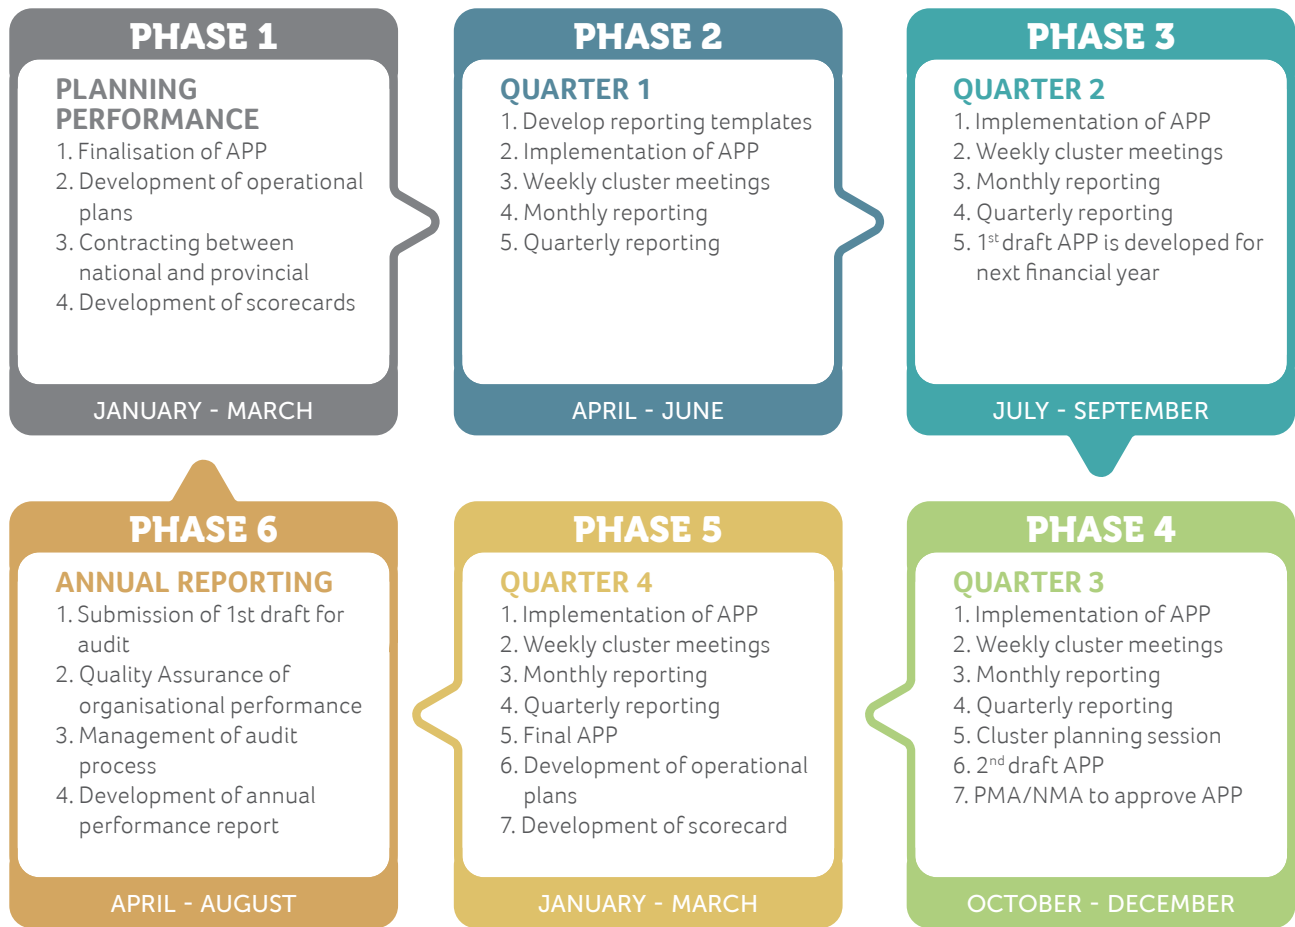 PHASE 1
PLANNING
PERFORMANCE
1. Finalisation of APP
2. Development of operational
plans
3. Contracting between
national and provincial
4. Development of scorecards
JANUARY - MARCH
PHASE 2
QUARTER 1
1. Develop reporting templates
2. Implementation of APP
3. Weekly cluster meetings
4. Monthly reporting
5. Quarterly reporting
APRIL - JUNE
PHASE 3
QUARTER 2
1. Implementation of APP
2. Weekly cluster meetings
3. Monthly reporting
4. Quarterly reporting
5. 1st draft APP is developed for
next financial year
JULY - SEPTEMBER
PHASE 4
QUARTER 3
1. Implementation of APP
2. Weekly cluster meetings
3. Monthly reporting
4. Quarterly reporting
5. Cluster planning session
6. 2nd draft APP
7. PMA/NMA to approve APP
OCTOBER - DECEMBER
PHASE 5
QUARTER 4
1. Implementation of APP
2. Weekly cluster meetings
3. Monthly reporting
4. Quarterly reporting
5. Final APP
6. Development of operational
plans
7. Development of scorecard
JANUARY - MARCH
PHASE 6
ANNUAL REPORTING
1. Submission of 1st draft for
audit
2. Quality Assurance of
organisational performance
3. Management of audit
process
4. Development of annual
performance report
APRIL - AUGUST